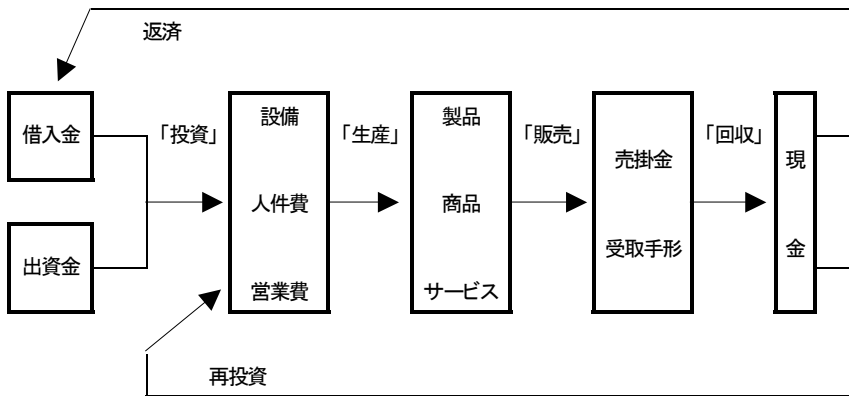 返済
借入金
出資金
「投資」
設備
人件費
営業費
「生産」
製品
商品
サービス
「販売」
売掛金
受取手形
「回収」
現
金
再投資